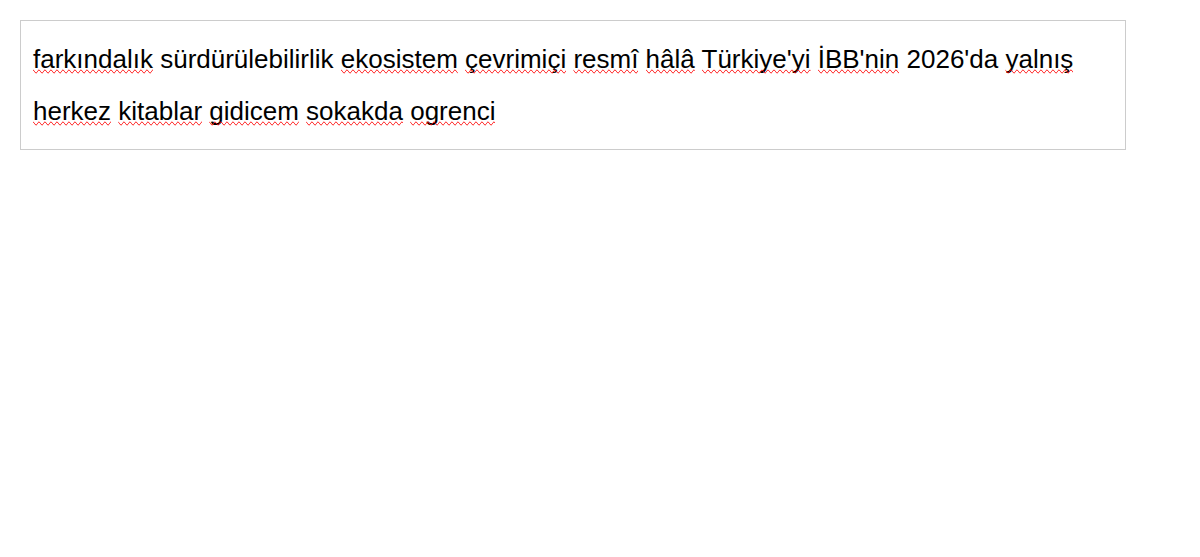 farkındalık sürdürülebilirlik ekosistem çevrimiçi resmî hâlâ Türkiye'yi İBB'nin 2026'da yalnış
herkez kitablar gidicem sokakda ogrenci